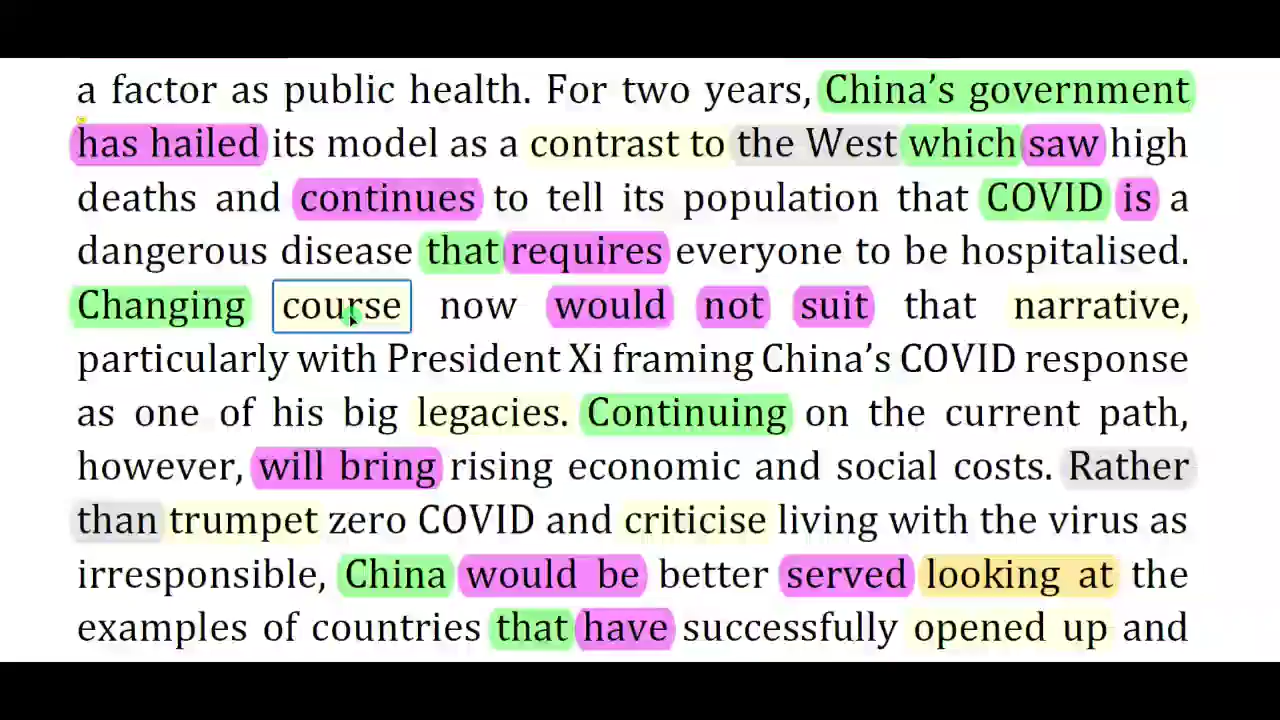 a factor as public health. For two years, China’s government
has hailed its model as a contrast to the West which saw high
deaths and continues to tell its population that COVID is a
dangerous disease that requires everyone to be hospitalised.
Changing course now would not suit that narrative,
particularly with President Xi framing China’s COVID response
as one of his big legacies. Continuing on the current path,
however, will bring rising economic and social costs. Rather
than trumpet zero COVID and criticise living with the virus as
irresponsible, China would be better served looking at the
examples of countries that have successfully opened up and